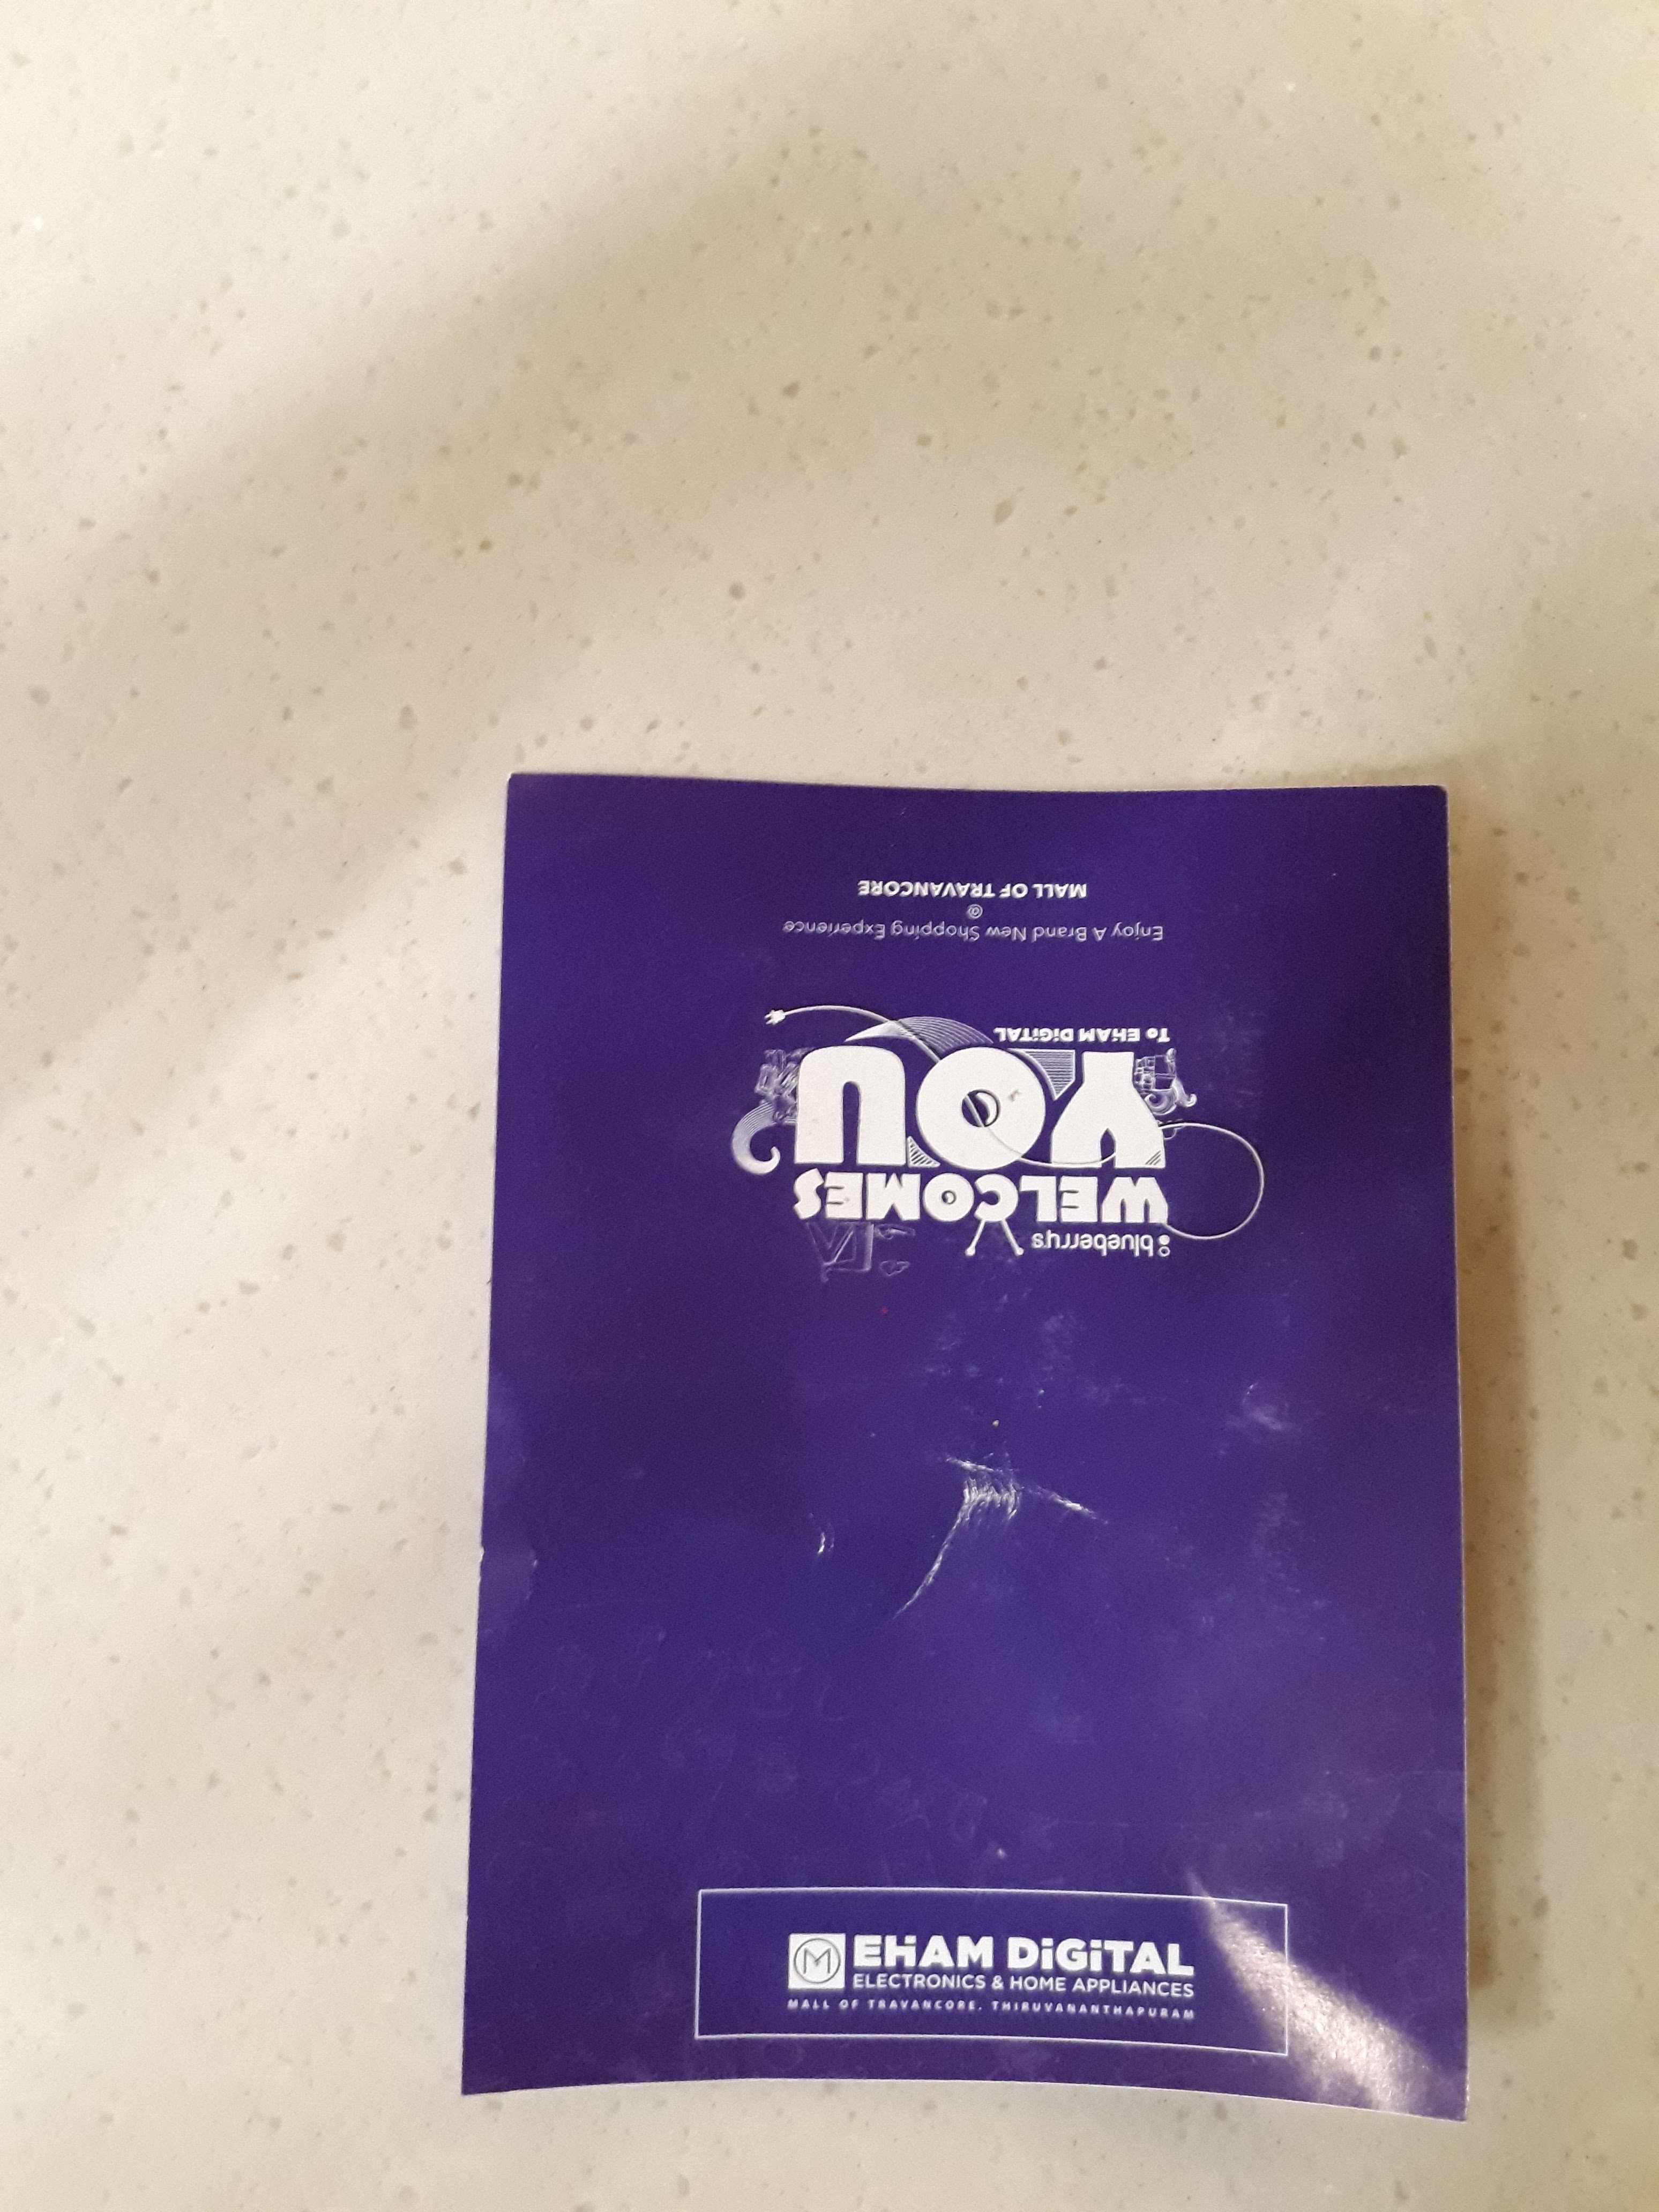 blueberrys
WELCOMES
YOU
To EHAM DiGiTAL
Enjoy A Brand New Shopping Experience
@
MALL OF TRAVANCORE
M EHAM DiGiTAL
ELECTRONICS & HOME APPLIANCES
MALL OF TRAVANCORE, THIRUVANANTHAPURAM